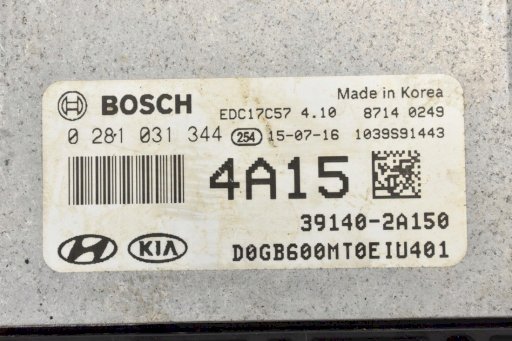 Made in Korea
BOSCH EDC17C57 4.10 8714 0249
0 281 031 344 254 15-07-16 1039S91443
4A15
39140-2A150
KIA D0GB600MT0EIU401